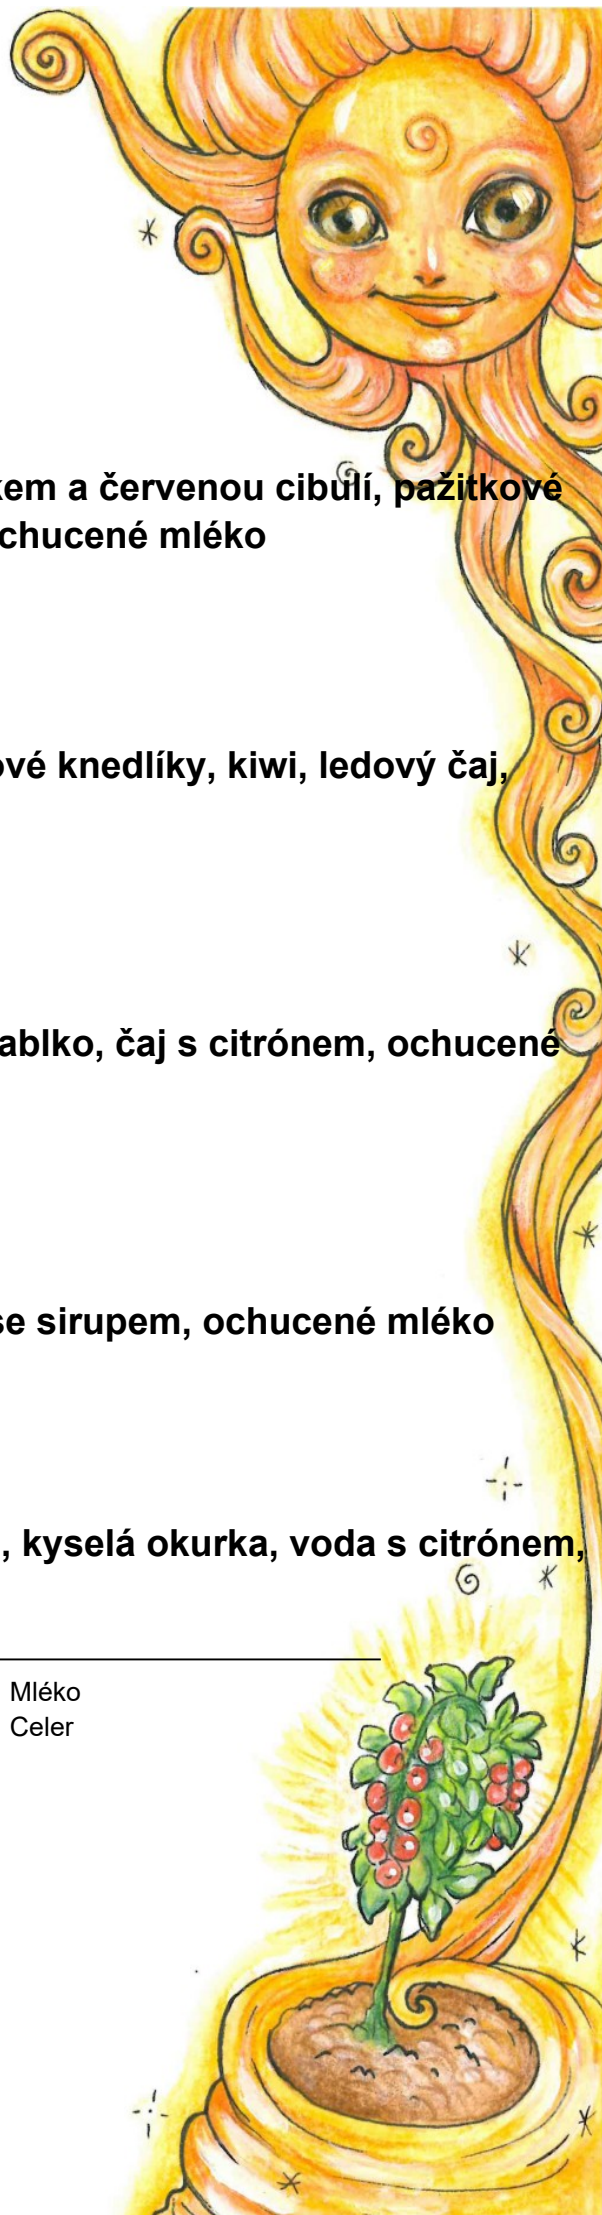 kem a červenou cibulí, pažitkové
chucené mléko
ové knedlíky, kiwi, ledový čaj,
ablko, čaj s citrónem, ochucené
se sirupem, ochucené mléko
, kyselá okurka, voda s citrónem,
Mléko
Celer